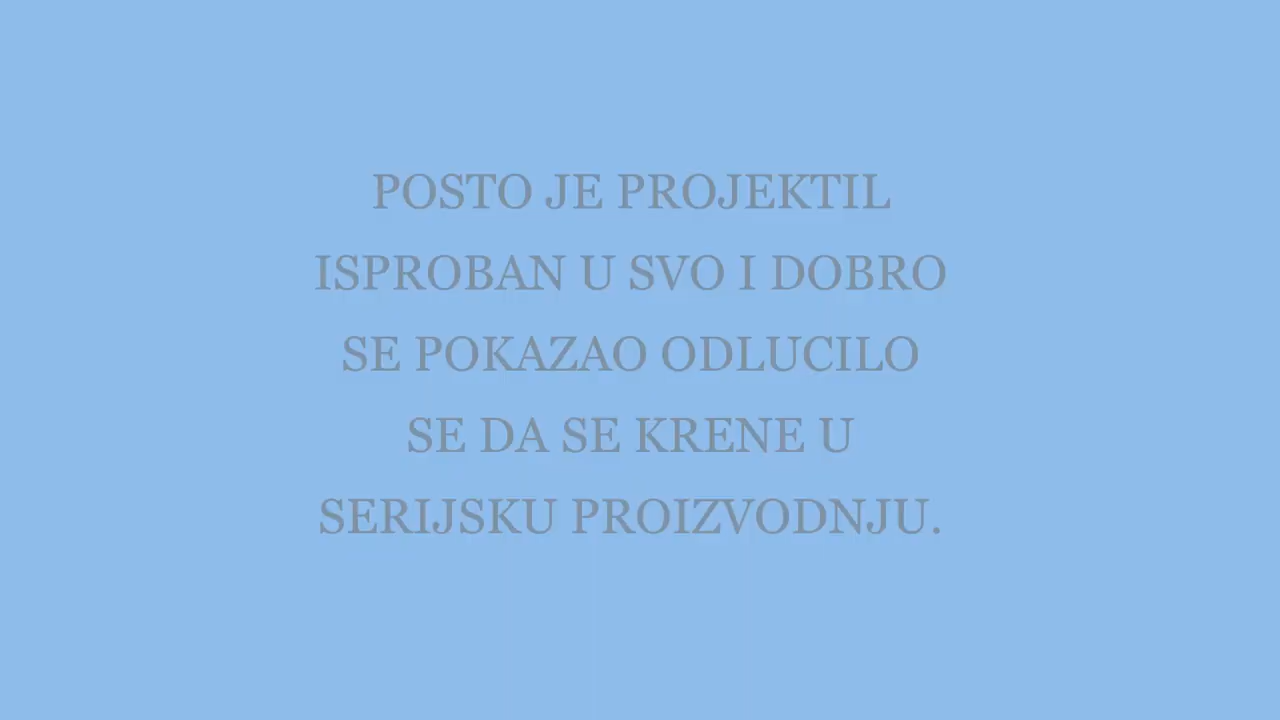 POSTO JE PROJEKTIL
ISPROBAN U SVO I DOBRO
SE POKAZAO ODLUCILO
SE DA SE KRENE U
SERIJSKU PROIZVODNJU.